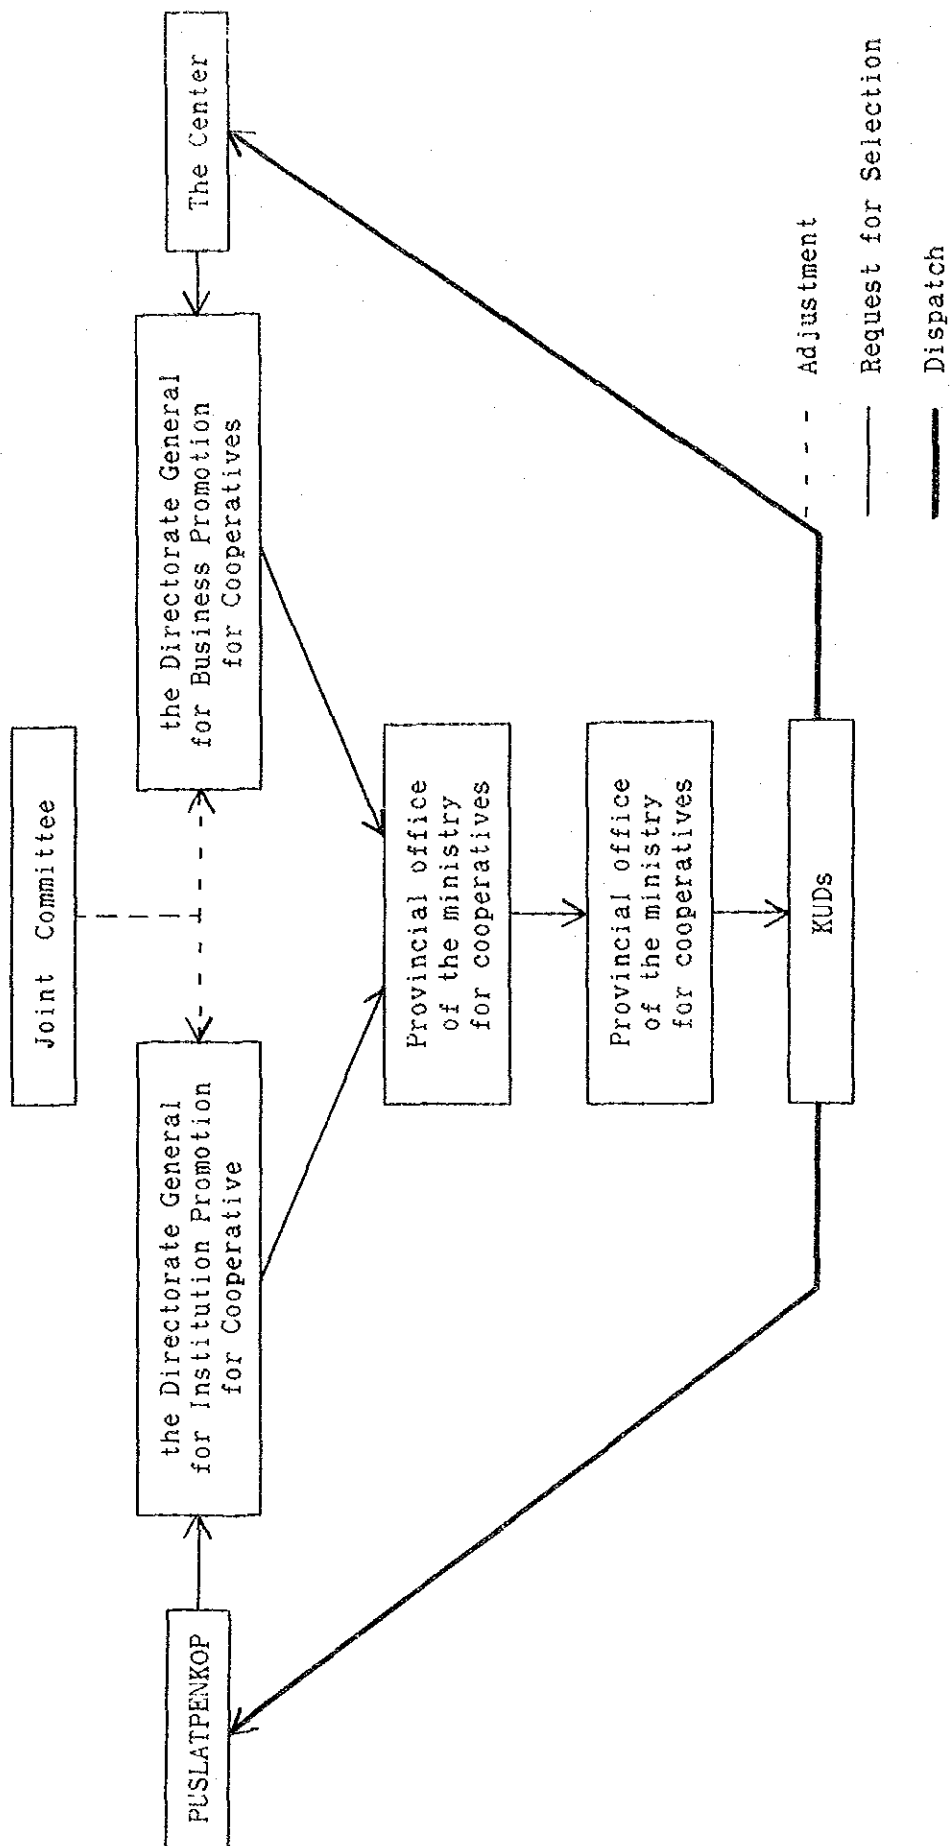 Joint Committee
PUSLATPENKOP
the Directorate General
for Institution Promotion
for Cooperative
the Directorate General
for Business Promotion
for Cooperatives
The Center
Provincial office
of the ministry
for cooperatives
Provincial office
of the ministry
for cooperatives
KUDs
Adjustment
Request for Selection
Dispatch